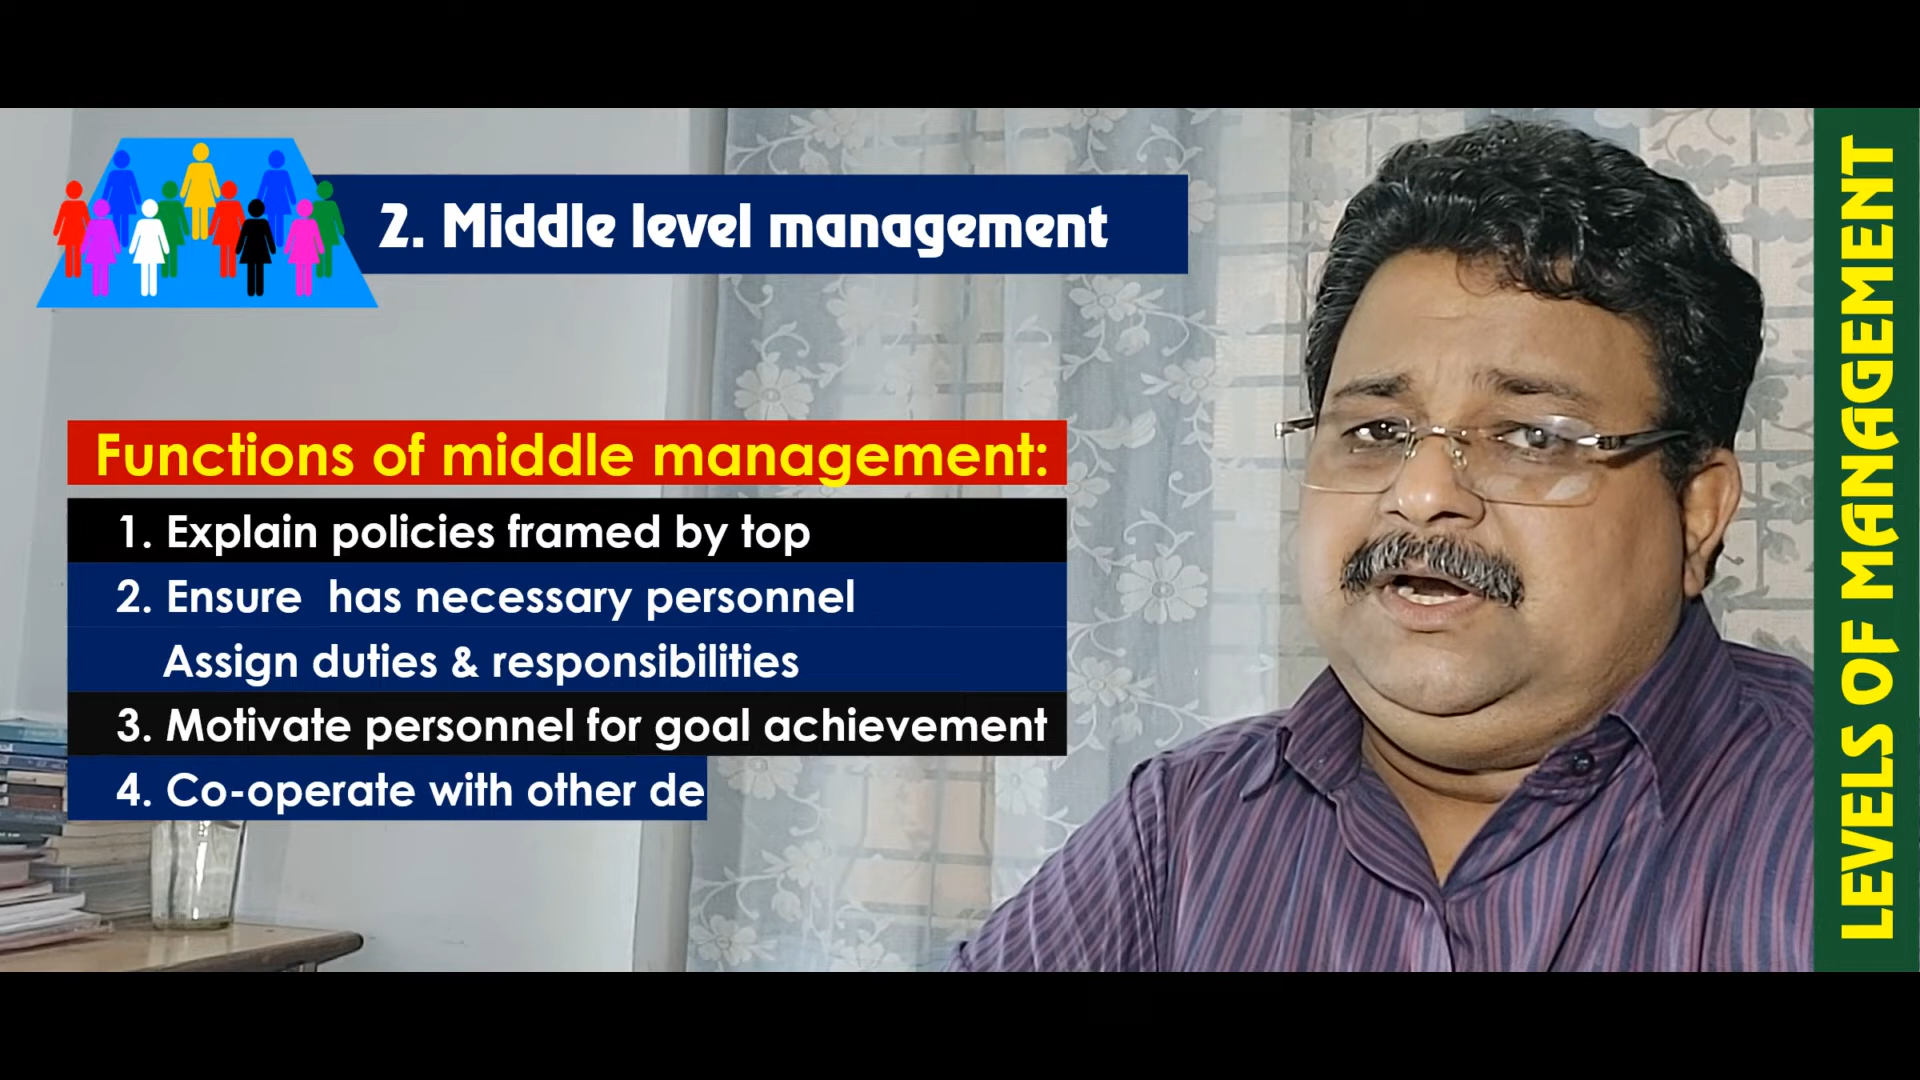 2. Middle level management
Functions of middle management:
1. Explain policies framed by top
2. Ensure has necessary personnel
Assign duties & responsibilities
3. Motivate personnel for goal achievement
4. Co-operate with other de
LEVELS OF MANAGEMENT